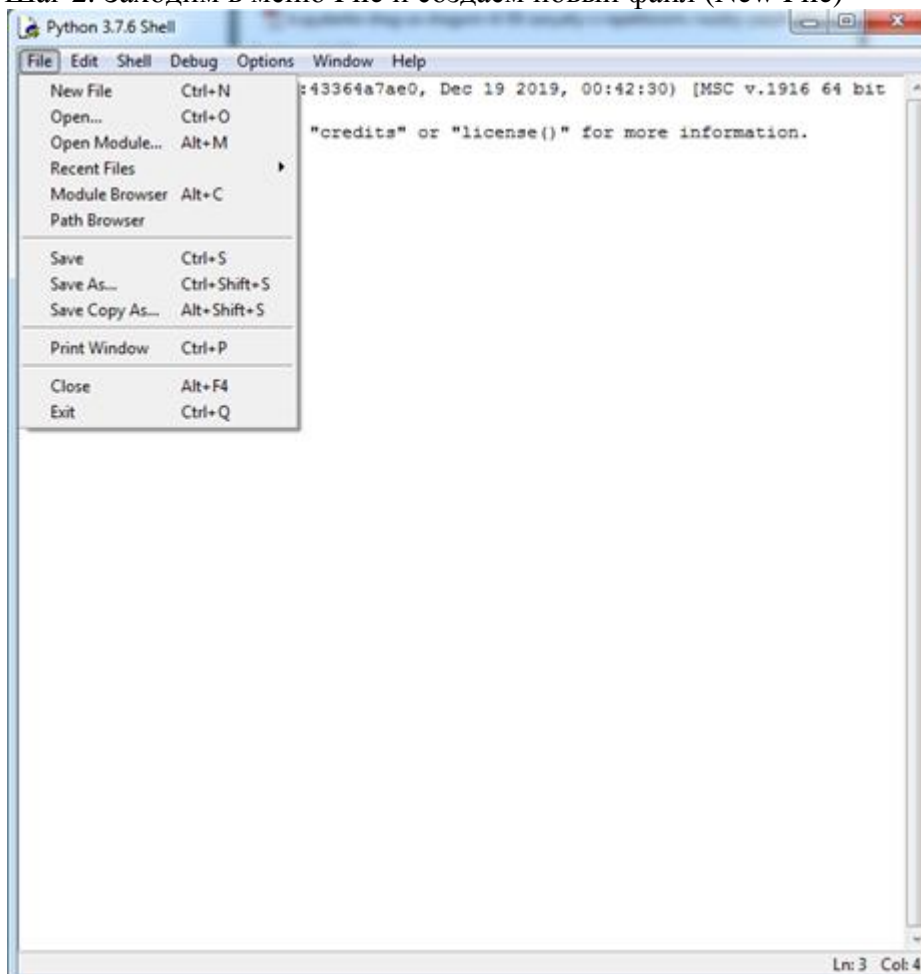 Шаг 2. Заходим в меню File и создаем новый файл (New File)
Python 3.7.6 Shell
File Edit Shell Debug Options Window Help
:43364a7ae0, Dec 19 2019, 00:42:30) [MSC v.1916 64 bit
"credits" or "license()" for more information.
New File Ctrl+N
Open... Ctrl+O
Open Module... Alt+M
Recent Files
Module Browser Alt+C
Path Browser
Save Ctrl+S
Save As... Ctrl+Shift+S
Save Copy As... Alt+Shift+S
Print Window Ctrl+P
Close Alt+F4
Exit Ctrl+Q
Ln: 3 Col: 4